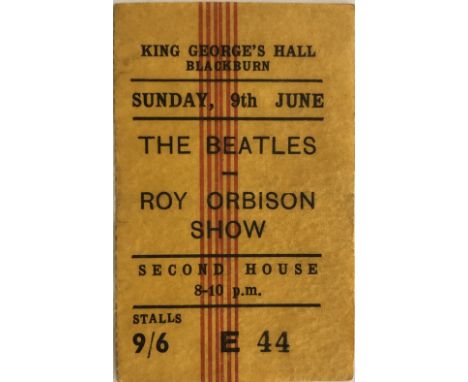 KING GEORGE'S HALL
BLACKBURN
SUNDAY, 9th JUNE
THE BEATLES
–
ROY ORBISON
SHOW
SECOND HOUSE
8-10 p.m.
STALLS
9/6 E 44